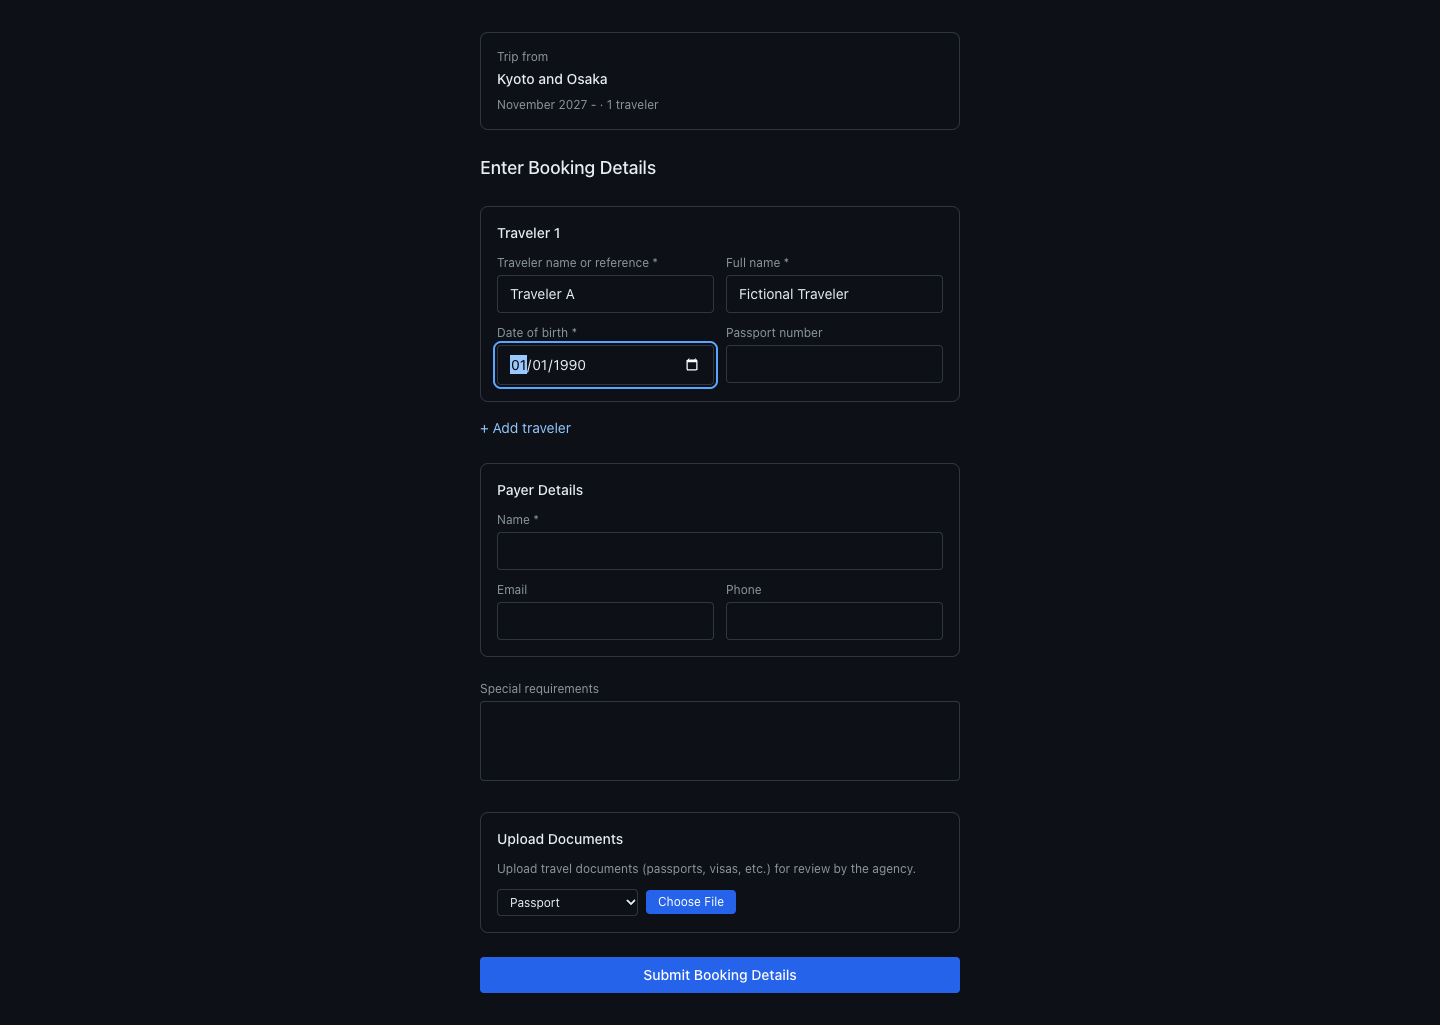 Trip from
Kyoto and Osaka
November 2027 - · 1 traveler
Enter Booking Details
Traveler 1
Traveler name or reference *
Full name *
Traveler A
Fictional Traveler
Date of birth *
Passport number
01/01/1990
+ Add traveler
Payer Details
Name *
Email
Phone
Special requirements
Upload Documents
Upload travel documents (passports, visas, etc.) for review by the agency.
Passport
Choose File
Submit Booking Details